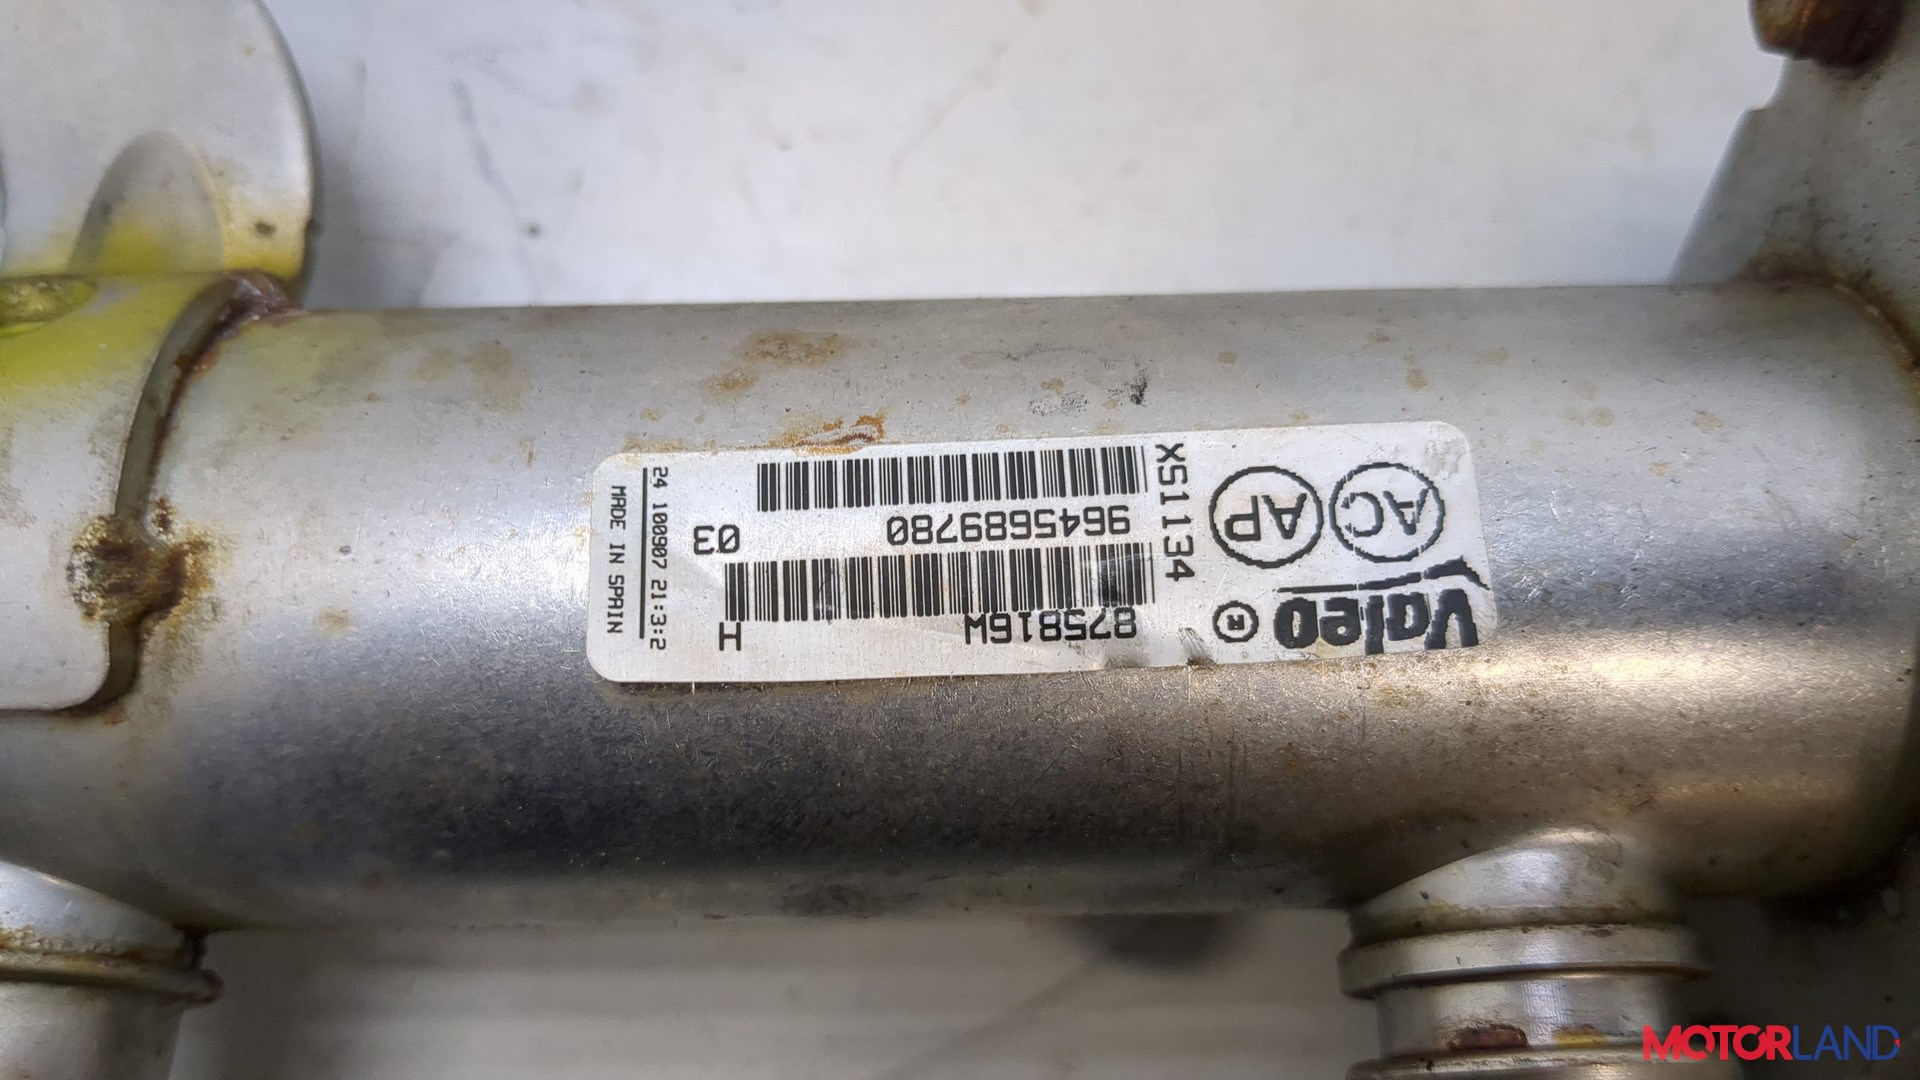 Valeo ®
AC
AP
XS1134
875816W
H
9645689780
03
24 100907 21:3:2
MADE IN SPAIN
MOTORLAND